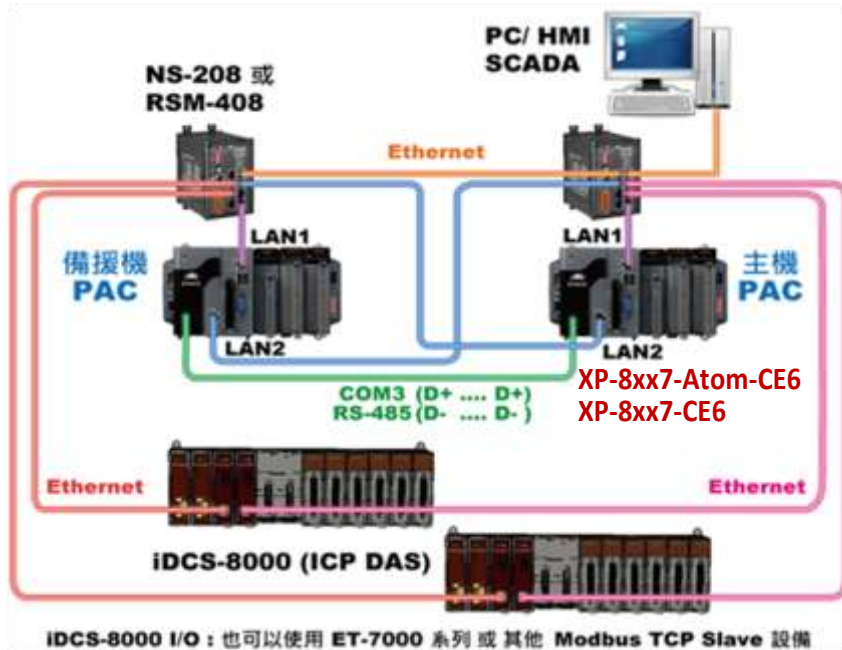 PC/ HMI
SCADA
NS-208 或
RSM-408
Ethernet
LAN1
LAN1
備援機
PAC
主機
PAC
LAN2
LAN2
XP-8xx7-Atom-CE6
XP-8xx7-CE6
COM3 (D+ .... D+)
RS-485 (D- .... D- )
Ethernet
Ethernet
iDCS-8000 (ICP DAS)
iDCS-8000 I/O : 也可以使用 ET-7000 系列 或 其他 Modbus TCP Slave 設備